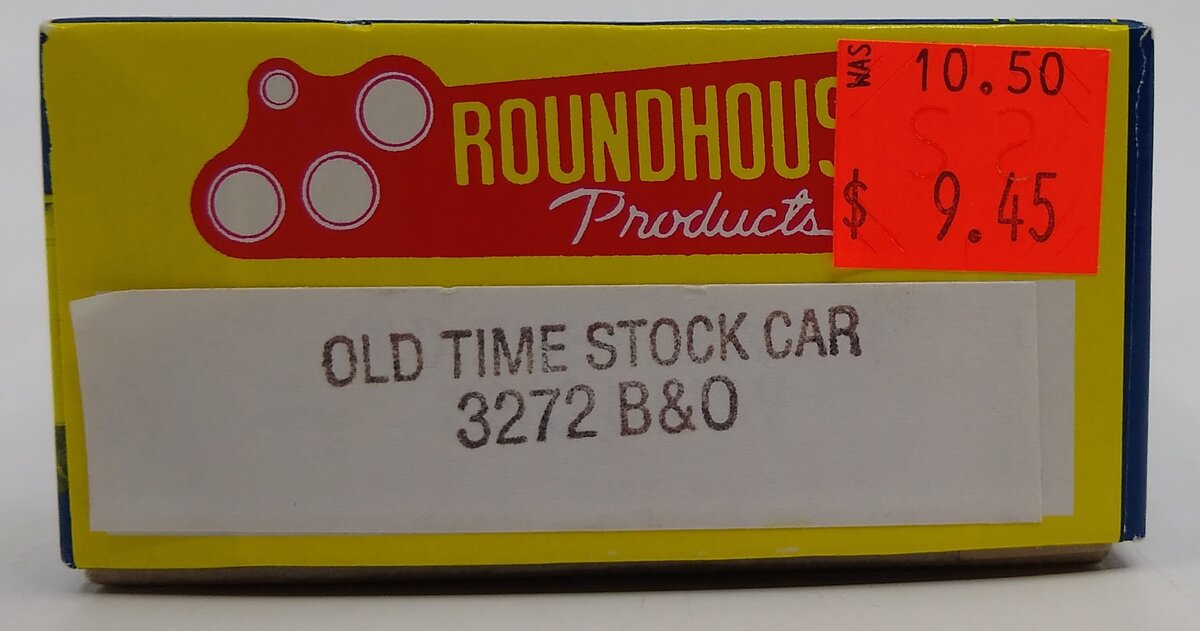 ROUNDHOUS
Products
WAS 10.50
$ 9.45
OLD TIME STOCK CAR
3272 B&O